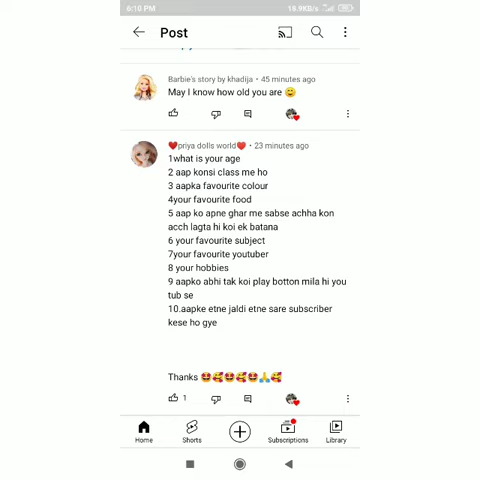 6:10 PM 19.9KB/s
Post
Barbie's story by khadija • 45 minutes ago
May I know how old you are 😊
❤️priya dolls world❤️ • 23 minutes ago
1what is your age
2 aap konsi class me ho
3 aapka favourite colour
4your favourite food
5 aap ko apne ghar me sabse achha kon
acch lagta hi koi ek batana
6 your favourite subject
7your favourite youtuber
8 your hobbies
9 aapko abhi tak koi play botton mila hi you
tub se
10.aapke etne jaldi etne sare subscriber
kese ho gye
Thanks 🤩🥰🤩🥰🤩🙏🥰
1
Home Shorts Subscriptions Library